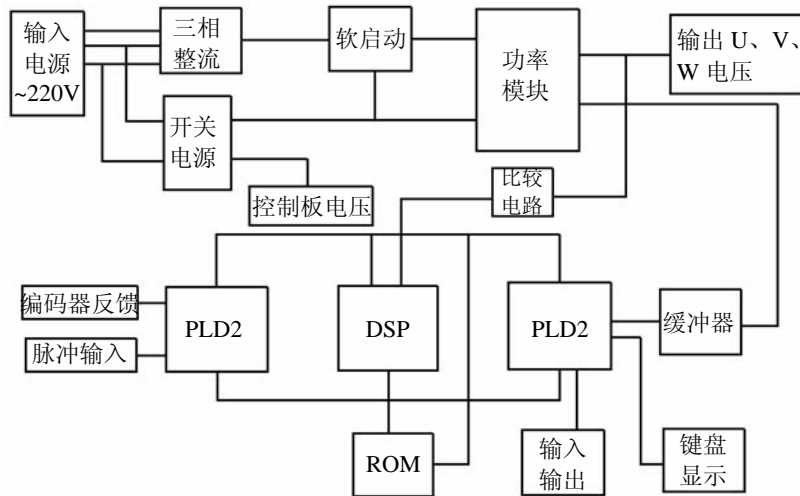 输入
电源
~220V
三相
整流
软启动
功率
模块
输出 U、V、
W 电压
开关
电源
控制板电压
比较
电路
编码器反馈
脉冲输入
PLD2
DSP
PLD2
缓冲器
ROM
输入
输出
键盘
显示